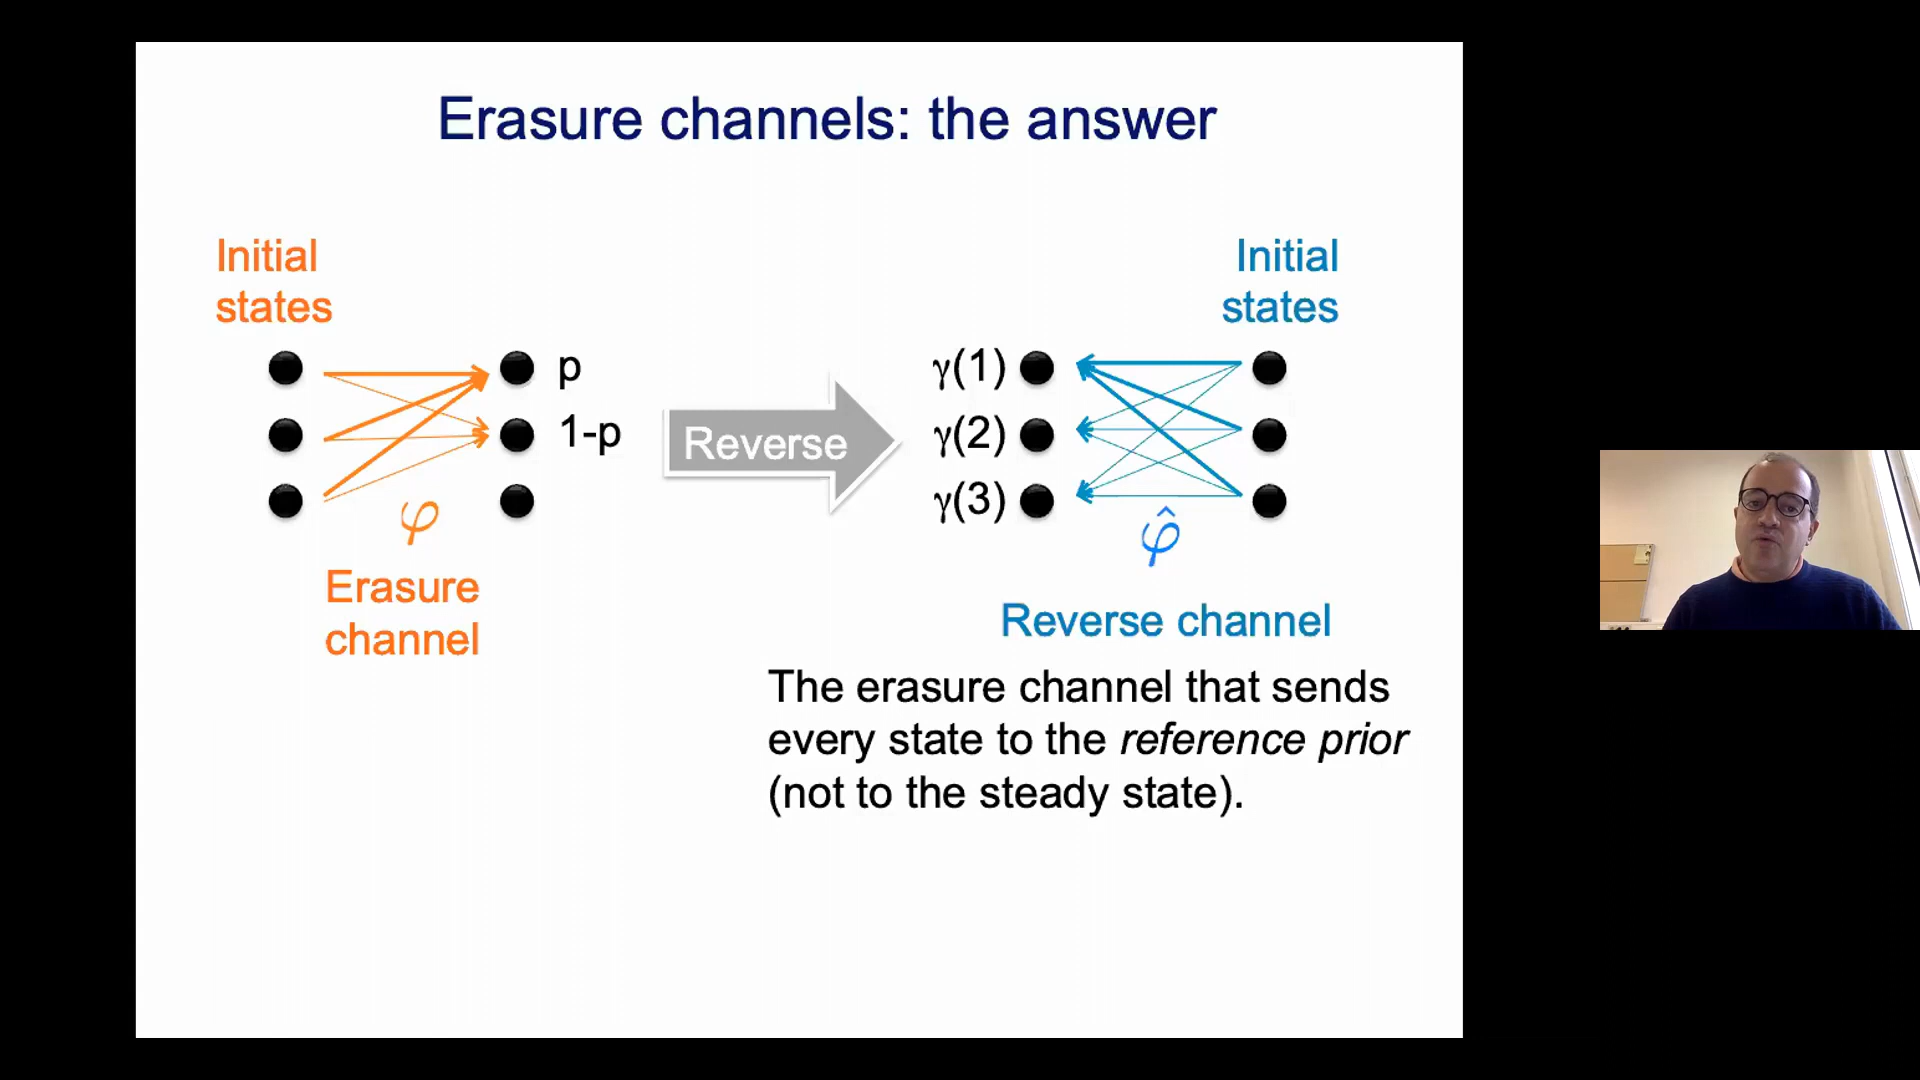 Erasure channels: the answer
Initial
states
p
1-p
φ
Erasure
channel
Reverse
Initial
states
γ(1)
γ(2)
γ(3)
φ̂
Reverse channel
The erasure channel that sends
every state to the reference prior
(not to the steady state).